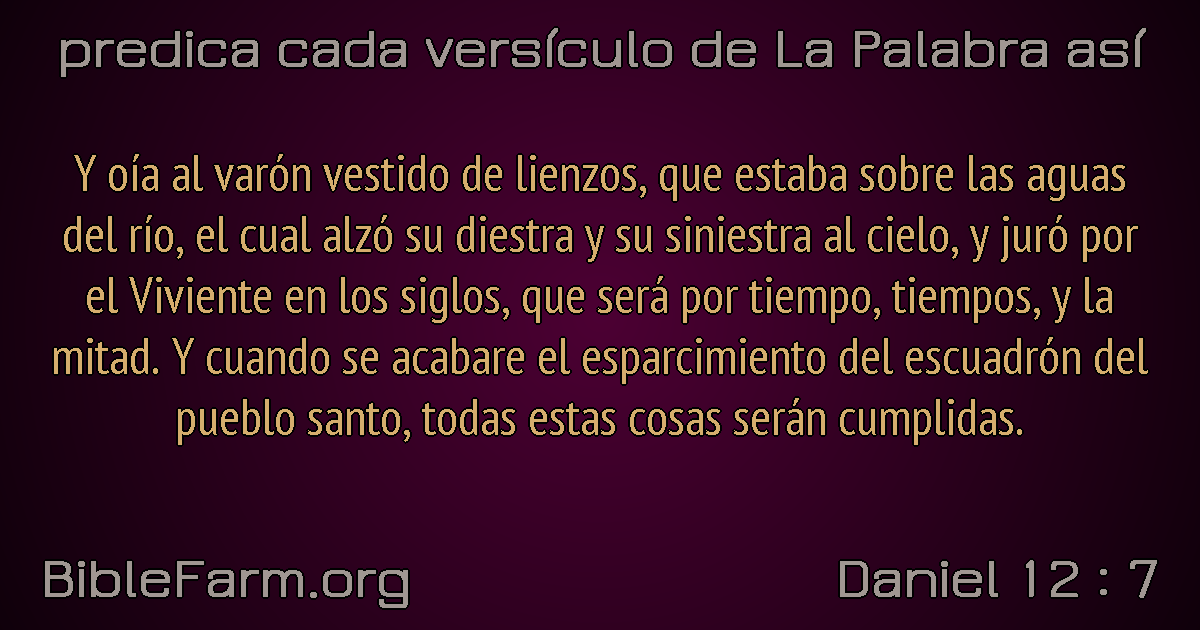 predica cada versículo de La Palabra así
Y oía al varón vestido de lienzos, que estaba sobre las aguas
del río, el cual alzó su diestra y su siniestra al cielo, y juró por
el Viviente en los siglos, que será por tiempo, tiempos, y la
mitad. Y cuando se acabare el esparcimiento del escuadrón del
pueblo santo, todas estas cosas serán cumplidas.
BibleFarm.org
Daniel 12 : 7